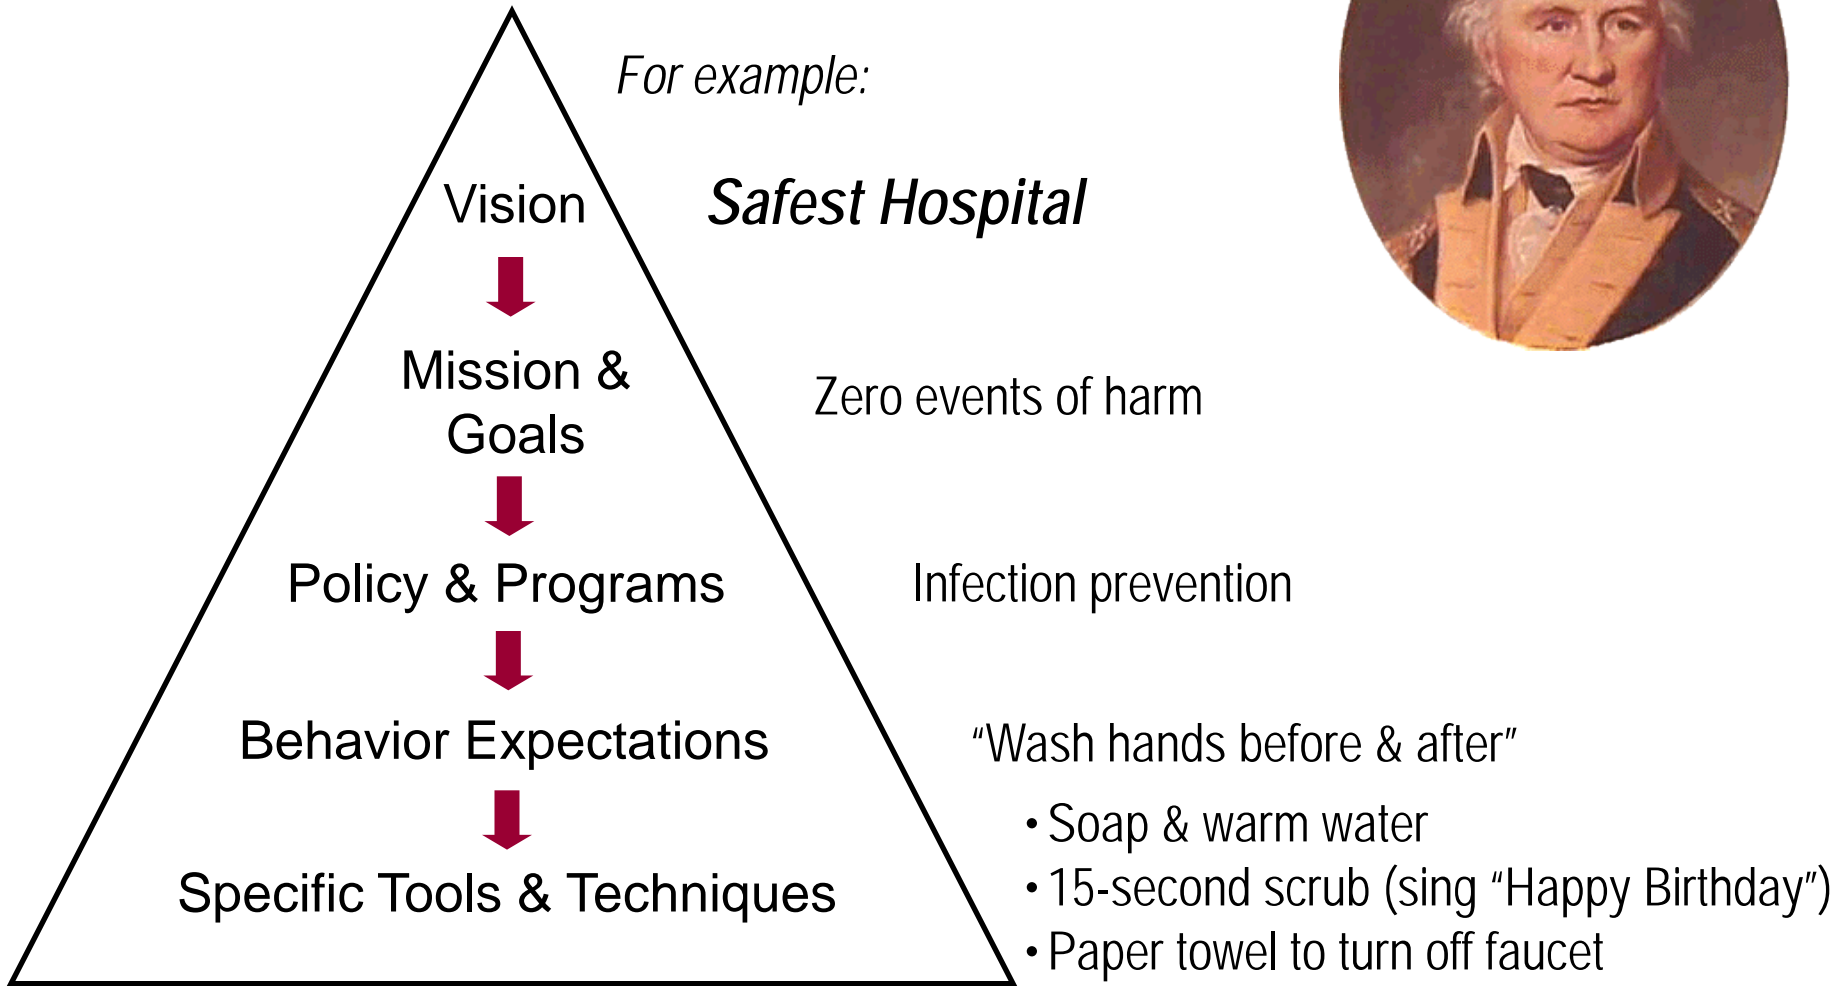 For example:
Vision
Safest Hospital
Mission &
Goals
Zero events of harm
Policy & Programs
Infection prevention
Behavior Expectations
“Wash hands before & after”
• Soap & warm water
Specific Tools & Techniques
• 15-second scrub (sing “Happy Birthday”)
• Paper towel to turn off faucet